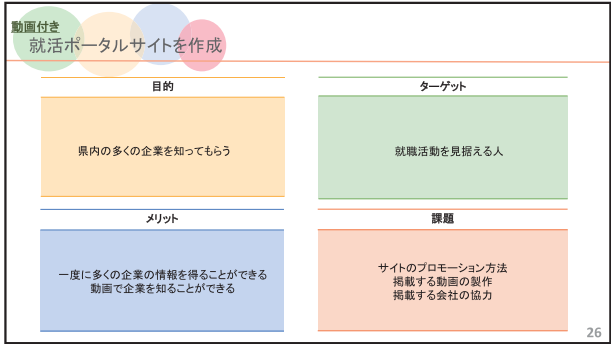 動画付き
就活ポータルサイトを作成
目的
県内の多くの企業を知ってもらう
ターゲット
就職活動を見据える人
メリット
一度に多くの企業の情報を得ることができる
動画で企業を知ることができる
課題
サイトのプロモーション方法
掲載する動画の製作
掲載する会社の協力
26